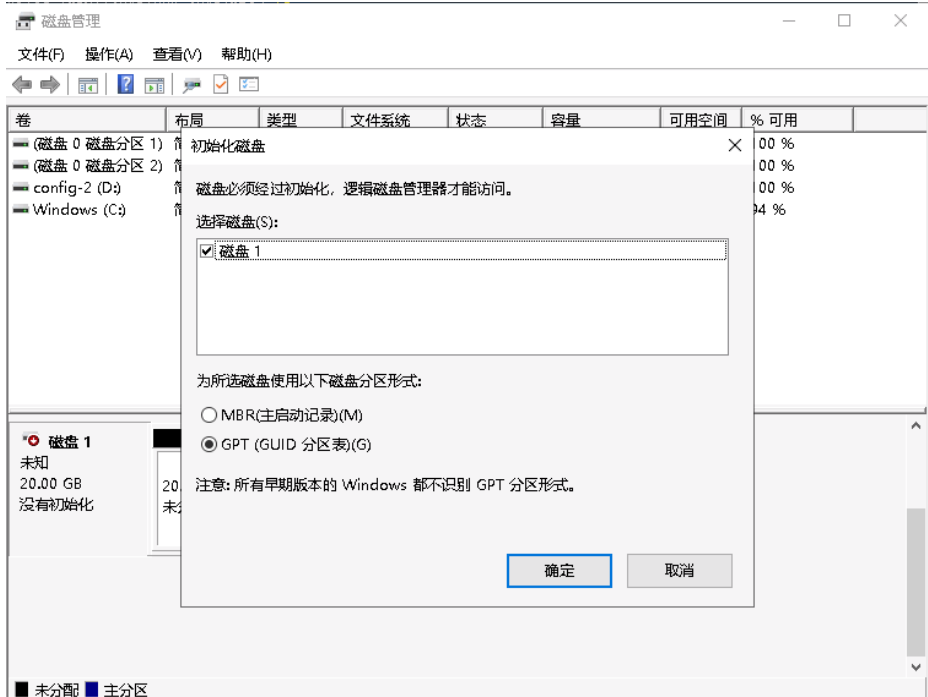 磁盘管理
文件(F) 操作(A) 查看(V) 帮助(H)
卷 布局 类型 文件系统 状态 容量 可用空间 % 可用
(磁盘 0 磁盘分区 1) 100 %
(磁盘 0 磁盘分区 2) 100 %
config-2 (D:) 100 %
Windows (C:) 94 %
初始化磁盘
磁盘必须经过初始化，逻辑磁盘管理器才能访问。
选择磁盘(S):
磁盘 1
为所选磁盘使用以下磁盘分区形式:
MBR(主启动记录)(M)
GPT (GUID 分区表)(G)
注意: 所有早期版本的 Windows 都不识别 GPT 分区形式。
确定 取消
磁盘 1
未知
20.00 GB
没有初始化
20.
未分配 主分区